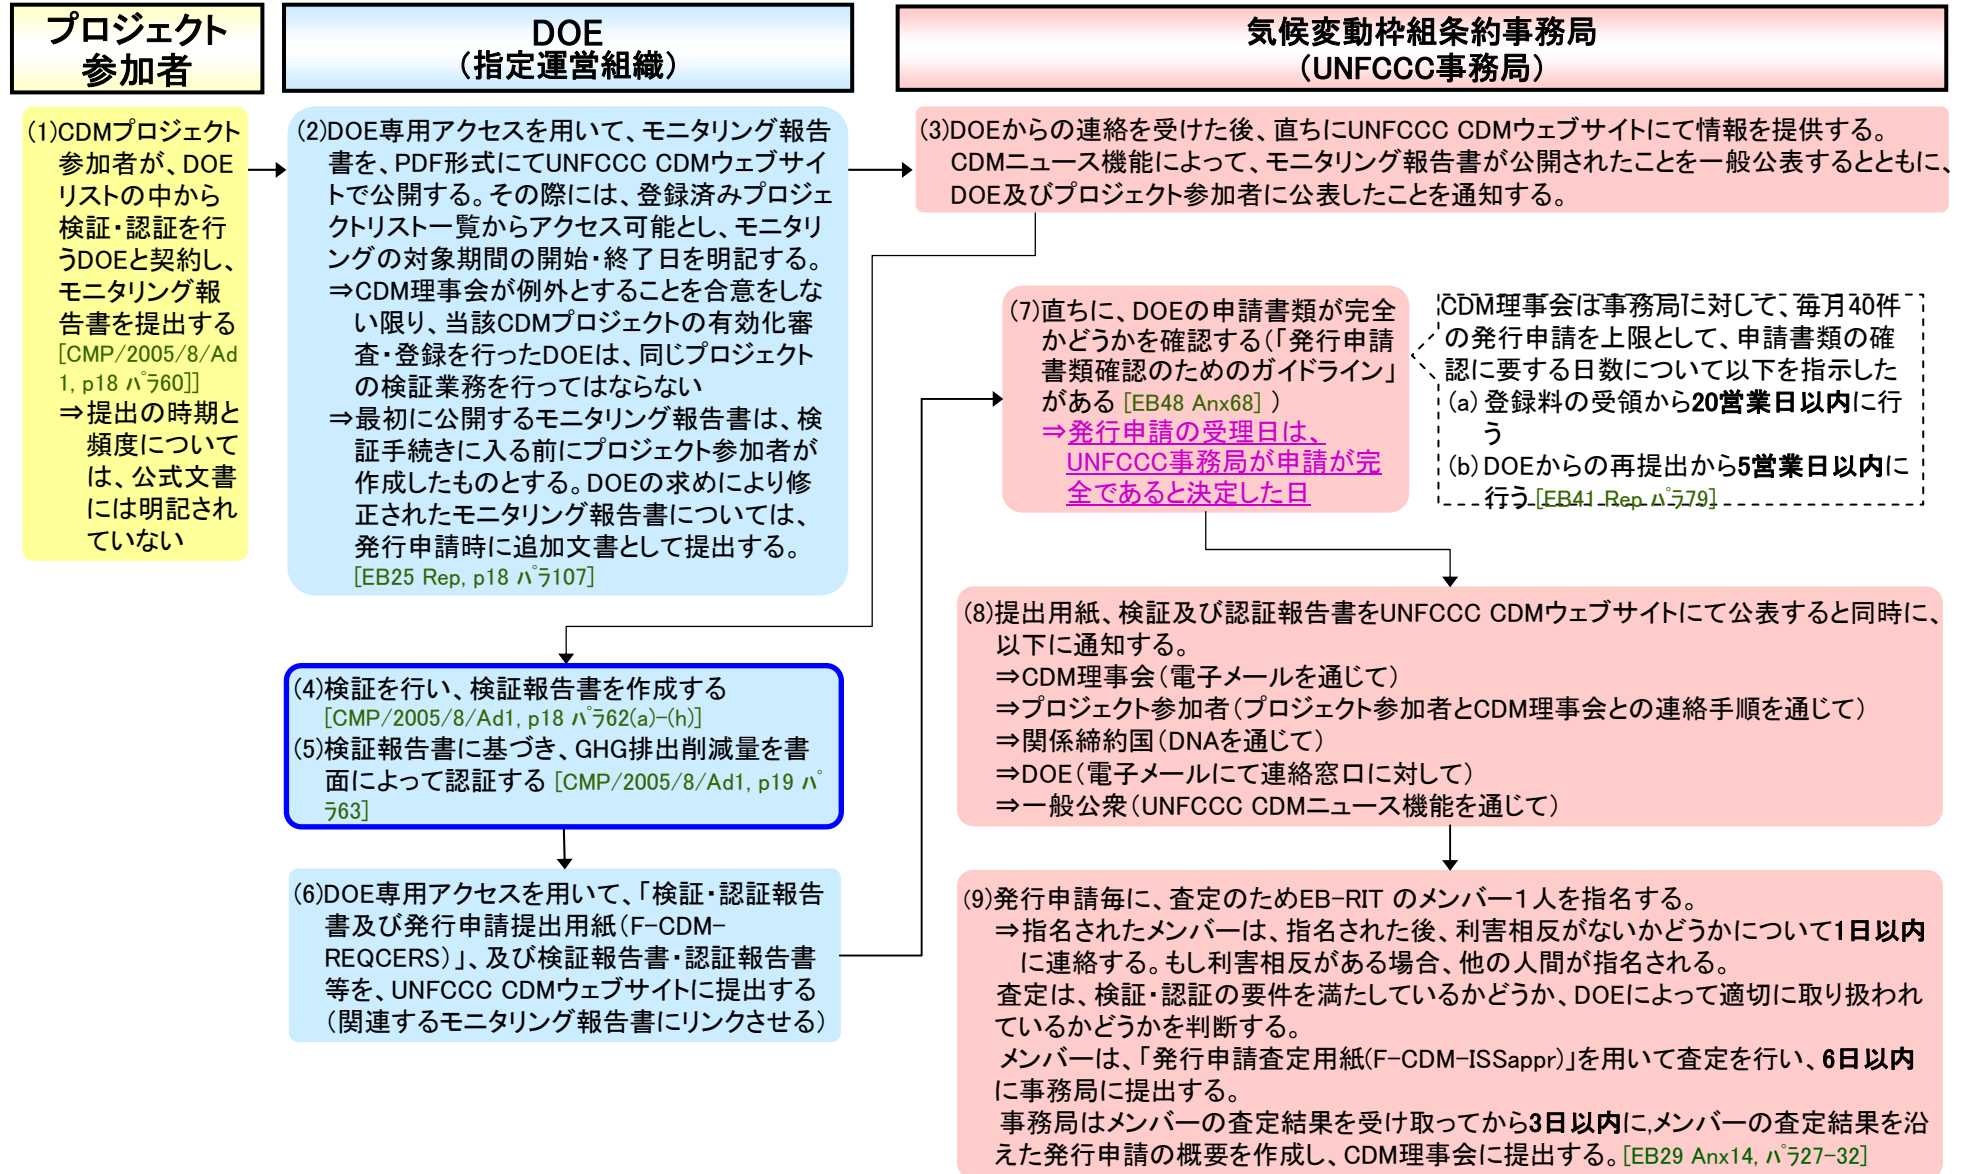 プロジェクト
参加者
DOE
（指定運営組織）
気候変動枠組条約事務局
（UNFCCC事務局）
(1)CDMプロジェクト
参加者が、DOE
リストの中から
検証・認証を行
うDOEと契約し、
モニタリング報
告書を提出する
[CMP/2005/8/Ad
1, p18 ﾊﾟﾗ60]]
⇒提出の時期と
頻度について
は、公式文書
には明記され
ていない
(2)DOE専用アクセスを用いて、モニタリング報告
書を、PDF形式にてUNFCCC CDMウェブサイ
トで公開する。その際には、登録済みプロジェ
クトリスト一覧からアクセス可能とし、モニタリ
ングの対象期間の開始・終了日を明記する。
⇒CDM理事会が例外とすることを合意をしな
い限り、当該CDMプロジェクトの有効化審
査・登録を行ったDOEは、同じプロジェクト
の検証業務を行ってはならない
⇒最初に公開するモニタリング報告書は、検
証手続きに入る前にプロジェクト参加者が
作成したものとする。DOEの求めにより修
正されたモニタリング報告書については、
発行申請時に追加文書として提出する。
[EB25 Rep, p18 ﾊﾟﾗ107]
(3)DOEからの連絡を受けた後、直ちにUNFCCC CDMウェブサイトにて情報を提供する。
CDMニュース機能によって、モニタリング報告書が公開されたことを一般公表するとともに、
DOE及びプロジェクト参加者に公表したことを通知する。
(4)検証を行い、検証報告書を作成する
[CMP/2005/8/Ad1, p18 ﾊﾟﾗ62(a)-(h)]
(5)検証報告書に基づき、GHG排出削減量を書
面によって認証する [CMP/2005/8/Ad1, p19 ﾊﾟ
ﾗ63]
(6)DOE専用アクセスを用いて、「検証・認証報告
書及び発行申請提出用紙（F-CDM-
REQCERS）」、及び検証報告書・認証報告書
等を、UNFCCC CDMウェブサイトに提出する
（関連するモニタリング報告書にリンクさせる）
(7)直ちに、DOEの申請書類が完全
かどうかを確認する（「発行申請
書類確認のためのガイドライン」
がある [EB48 Anx68] ）
⇒発行申請の受理日は、
UNFCCC事務局が申請が完
全であると決定した日
CDM理事会は事務局に対して、毎月40件
の発行申請を上限として、申請書類の確
認に要する日数について以下を指示した
(a) 登録料の受領から20営業日以内に行
う
(b) DOEからの再提出から5営業日以内に
行う [EB41 Rep ﾊﾟﾗ79]
(8)提出用紙、検証及び認証報告書をUNFCCC CDMウェブサイトにて公表すると同時に、
以下に通知する。
⇒CDM理事会（電子メールを通じて）
⇒プロジェクト参加者（プロジェクト参加者とCDM理事会との連絡手順を通じて）
⇒関係締約国（DNAを通じて）
⇒DOE（電子メールにて連絡窓口に対して）
⇒一般公衆（UNFCCC CDMニュース機能を通じて）
(9)発行申請毎に、査定のためEB-RIT のメンバー１人を指名する。
⇒指名されたメンバーは、指名された後、利害相反がないかどうかについて1日以内
に連絡する。もし利害相反がある場合、他の人間が指名される。
査定は、検証・認証の要件を満たしているかどうか、DOEによって適切に取り扱われ
ているかどうかを判断する。
メンバーは、「発行申請査定用紙(F-CDM-ISSappr)」を用いて査定を行い、6日以内
に事務局に提出する。
事務局はメンバーの査定結果を受け取ってから3日以内に,メンバーの査定結果を沿
えた発行申請の概要を作成し、CDM理事会に提出する。[EB29 Anx14, ﾊﾟﾗ27-32]